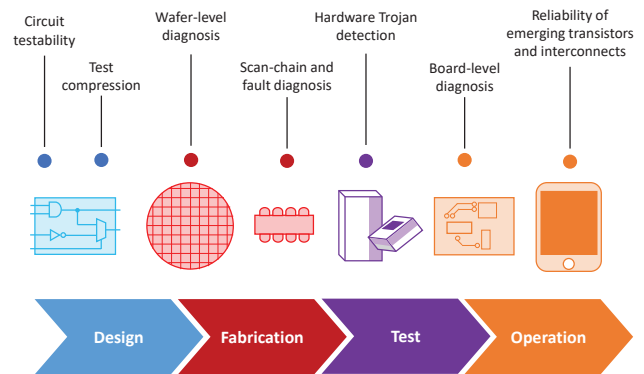 Circuit
testability
Test
compression
Wafer-level
diagnosis
Scan-chain and
fault diagnosis
Hardware Trojan
detection
Board-level
diagnosis
Reliability of
emerging transistors
and interconnects
Design
Fabrication
Test
Operation